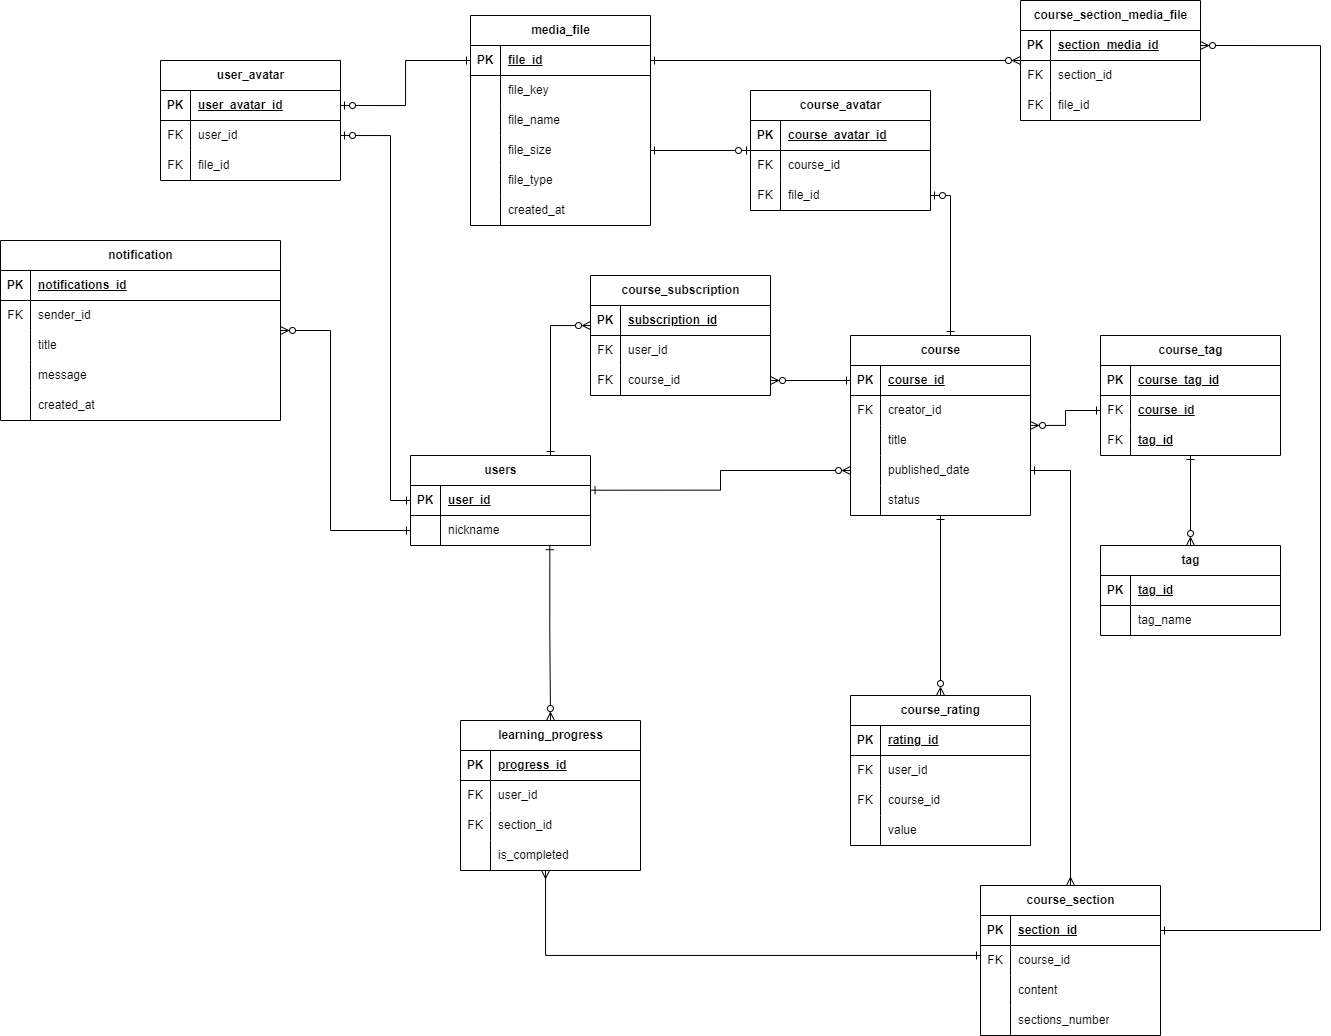 media_file
PK file_id
file_key
file_name
file_size
file_type
created_at
course_section_media_file
PK section_media_id
FK section_id
FK file_id
user_avatar
PK user_avatar_id
FK user_id
FK file_id
course_avatar
PK course_avatar_id
FK course_id
FK file_id
notification
PK notifications_id
FK sender_id
title
message
created_at
course_subscription
PK subscription_id
FK user_id
FK course_id
course
PK course_id
FK creator_id
title
published_date
status
course_tag
PK course_tag_id
FK course_id
FK tag_id
users
PK user_id
nickname
tag
PK tag_id
tag_name
learning_progress
PK progress_id
FK user_id
FK section_id
is_completed
course_rating
PK rating_id
FK user_id
FK course_id
value
course_section
PK section_id
FK course_id
content
sections_number